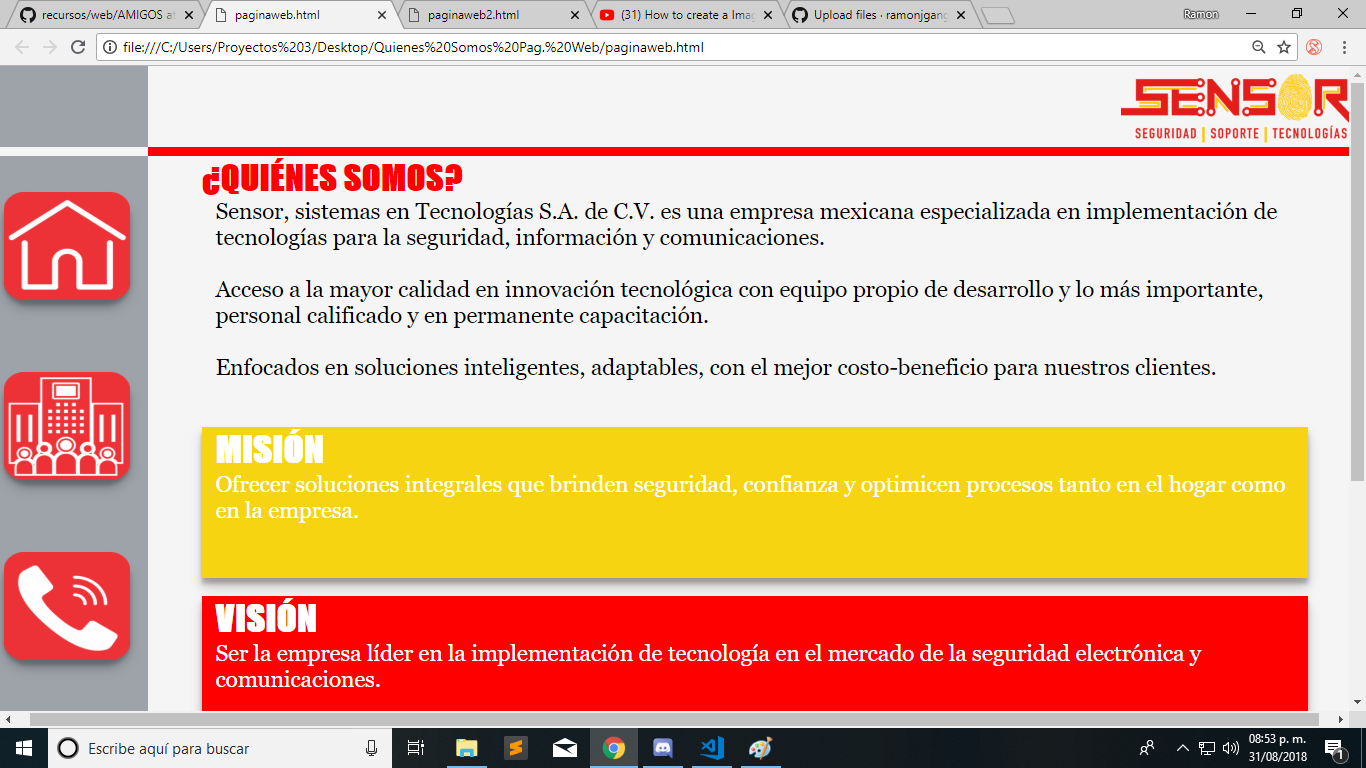 recursos/web/AMIGOS at
paginaweb.html
paginaweb2.html
(31) How to create a Imag
Upload files · ramonjgang
Ramon
file:///C:/Users/Proyectos%203/Desktop/Quienes%20Somos%20Pag.%20Web/paginaweb.html
SENSOR
SEGURIDAD | SOPORTE | TECNOLOGÍAS
¿QUIÉNES SOMOS?
Sensor, sistemas en Tecnologías S.A. de C.V. es una empresa mexicana especializada en implementación de
tecnologías para la seguridad, información y comunicaciones.
Acceso a la mayor calidad en innovación tecnológica con equipo propio de desarrollo y lo más importante,
personal calificado y en permanente capacitación.
Enfocados en soluciones inteligentes, adaptables, con el mejor costo-beneficio para nuestros clientes.
MISIÓN
Ofrecer soluciones integrales que brinden seguridad, confianza y optimicen procesos tanto en el hogar como
en la empresa.
VISIÓN
Ser la empresa líder en la implementación de tecnología en el mercado de la seguridad electrónica y
comunicaciones.
Escribe aquí para buscar
08:53 p. m.
31/08/2018
1